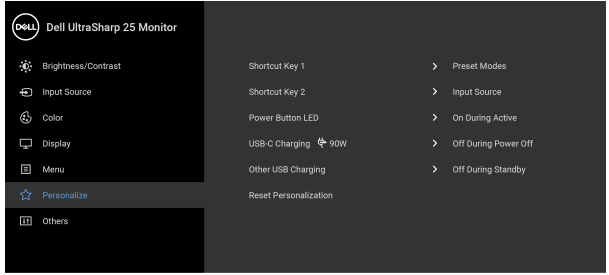 DELL Dell UltraSharp 25 Monitor
Brightness/Contrast
Input Source
Color
Display
Menu
Personalize
Others
Shortcut Key 1 > Preset Modes
Shortcut Key 2 > Input Source
Power Button LED > On During Active
USB-C Charging 90W > Off During Power Off
Other USB Charging > Off During Standby
Reset Personalization